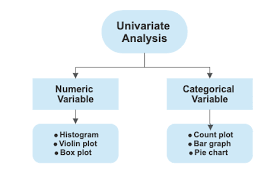 Univariate
Analysis
Numeric
Variable
Categorical
Variable
• Histogram
• Violin plot
• Box plot
• Count plot
• Bar graph
• Pie chart